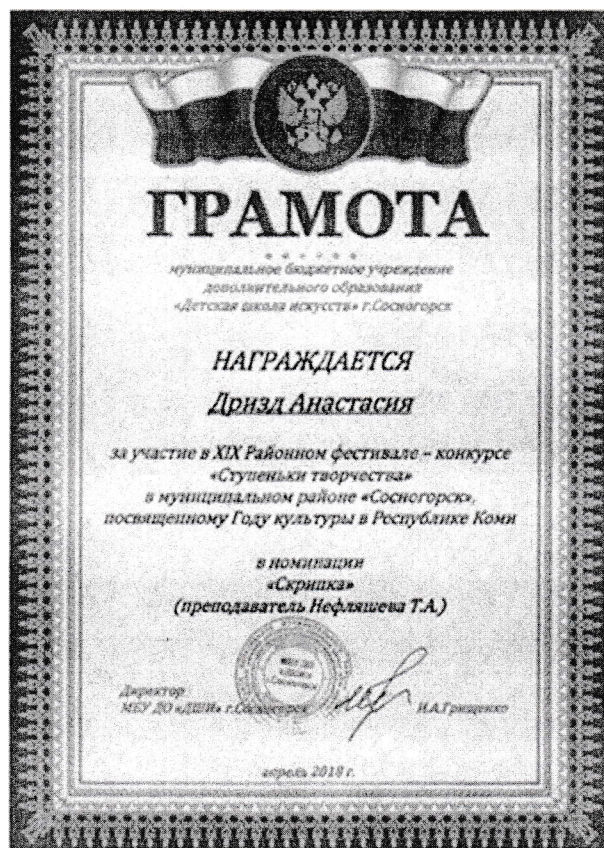 ГРАМОТА
муниципальное бюджетное учреждение
дополнительного образования
«Детская школа искусств» г.Сосногорск
НАГРАЖДАЕТСЯ
Дризд Анастасия
за участие в XIX Районном фестивале – конкурсе
«Ступеньки творчества»
в муниципальном районе «Сосногорск»,
посвященному Году культуры в Республике Коми
в номинации
«Скрипка»
(преподаватель Нефляшева Т.А.)
Директор
МБУ ДО «ДШИ» г.Сосногорск И.А.Грищенко
апрель 2018 г.